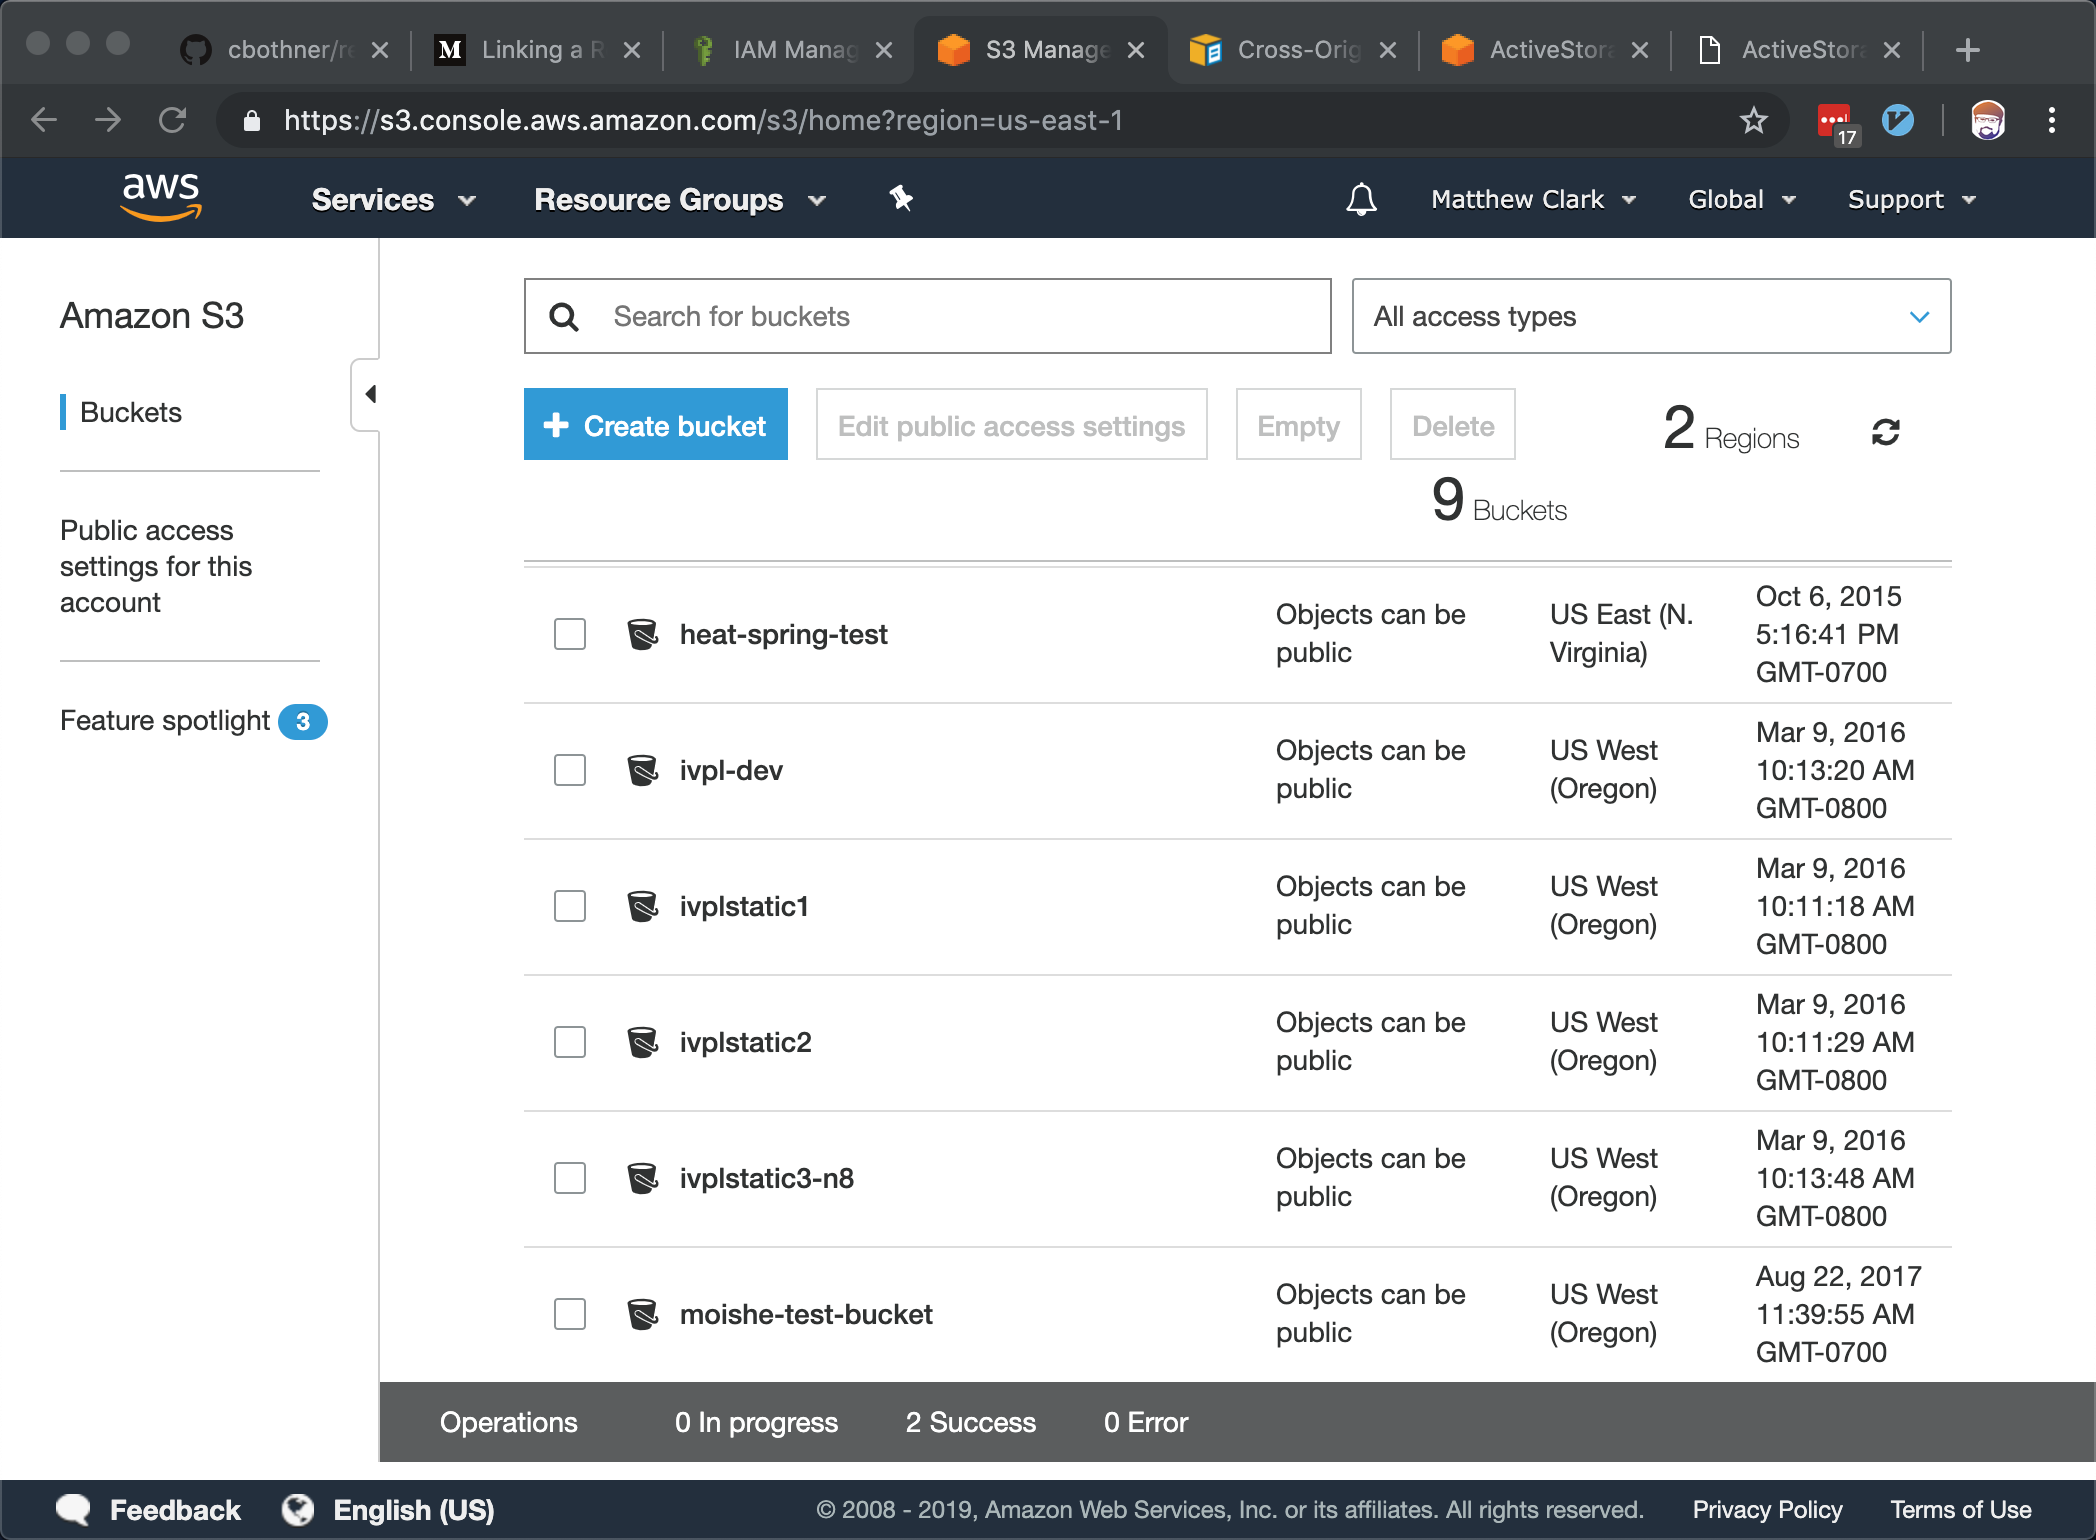 cbothner/re
Linking a R
IAM Manag
S3 Manage
Cross-Orig
ActiveStora
ActiveStora
https://s3.console.aws.amazon.com/s3/home?region=us-east-1
17
aws
Services
Resource Groups
Matthew Clark
Global
Support
Amazon S3
Buckets
Public access
settings for this
account
Feature spotlight 3
Search for buckets
All access types
Create bucket
Edit public access settings
Empty
Delete
2 Regions
9 Buckets
heat-spring-test
Objects can be
public
US East (N.
Virginia)
Oct 6, 2015
5:16:41 PM
GMT-0700
ivpl-dev
Objects can be
public
US West
(Oregon)
Mar 9, 2016
10:13:20 AM
GMT-0800
ivplstatic1
Objects can be
public
US West
(Oregon)
Mar 9, 2016
10:11:18 AM
GMT-0800
ivplstatic2
Objects can be
public
US West
(Oregon)
Mar 9, 2016
10:11:29 AM
GMT-0800
ivplstatic3-n8
Objects can be
public
US West
(Oregon)
Mar 9, 2016
10:13:48 AM
GMT-0800
moishe-test-bucket
Objects can be
public
US West
(Oregon)
Aug 22, 2017
11:39:55 AM
GMT-0700
Operations
0 In progress
2 Success
0 Error
Feedback
English (US)
© 2008 - 2019, Amazon Web Services, Inc. or its affiliates. All rights reserved.
Privacy Policy
Terms of Use